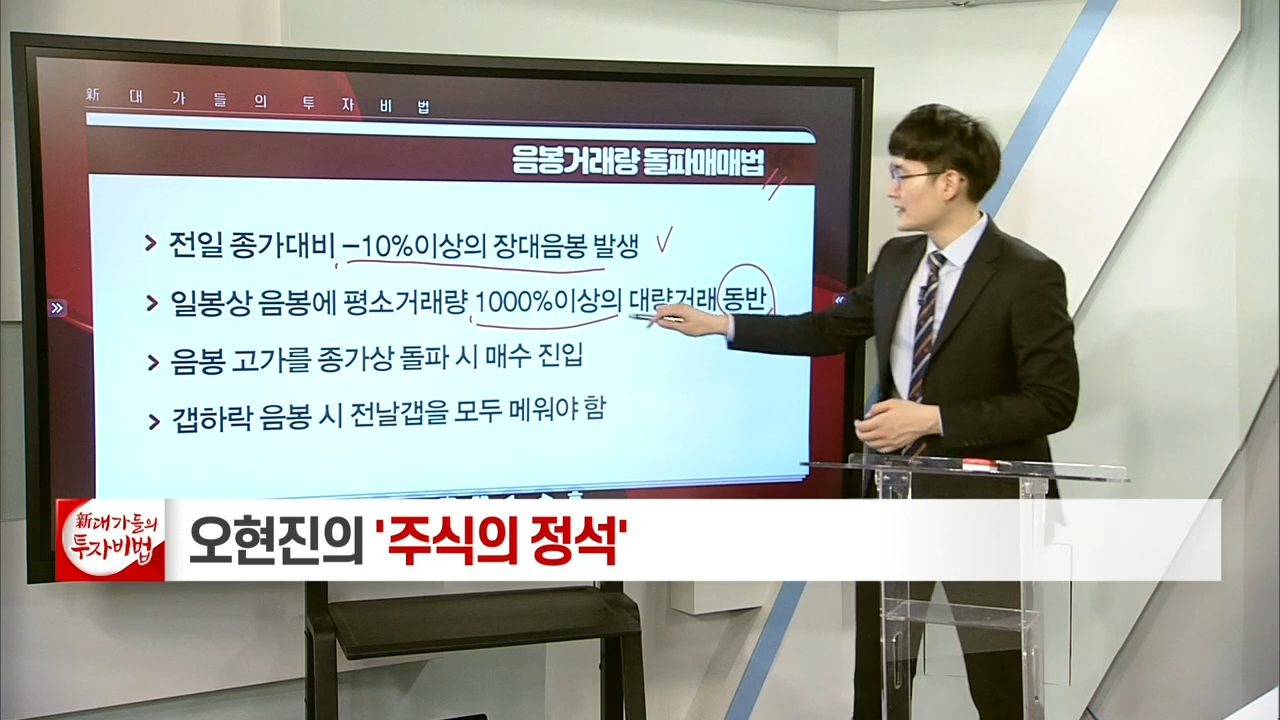 新 대 가 들 의 투 자 비 법
음봉거래량 돌파매매법
전일 종가대비 -10%이상의 장대음봉 발생
일봉상 음봉에 평소거래량 1000%이상의 대량거래 동반
음봉 고가를 종가상 돌파 시 매수 진입
갭하락 음봉 시 전날갭을 모두 메워야 함
新대가들의
투자비법
오현진의 '주식의 정석'